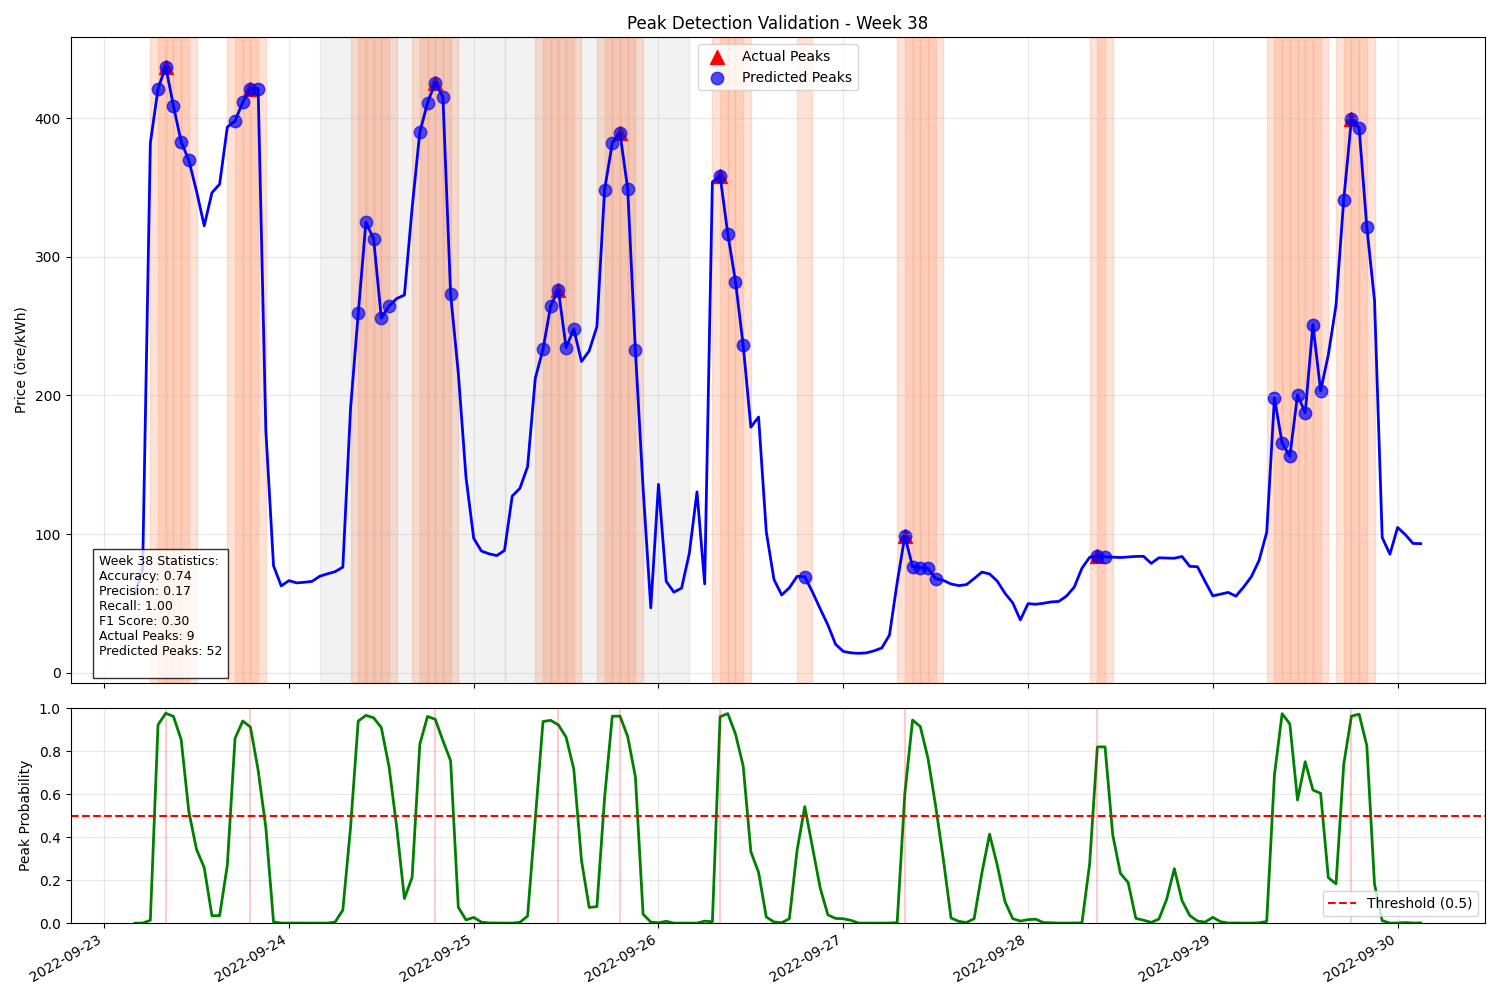 Peak Detection Validation - Week 38
Actual Peaks
Predicted Peaks
Price (öre/kWh)
400
300
200
100
0
Week 38 Statistics:
Accuracy: 0.74
Precision: 0.17
Recall: 1.00
F1 Score: 0.30
Actual Peaks: 9
Predicted Peaks: 52
Peak Probability
1.0
0.8
0.6
0.4
0.2
0.0
Threshold (0.5)
2022-09-23
2022-09-24
2022-09-25
2022-09-26
2022-09-27
2022-09-28
2022-09-29
2022-09-30